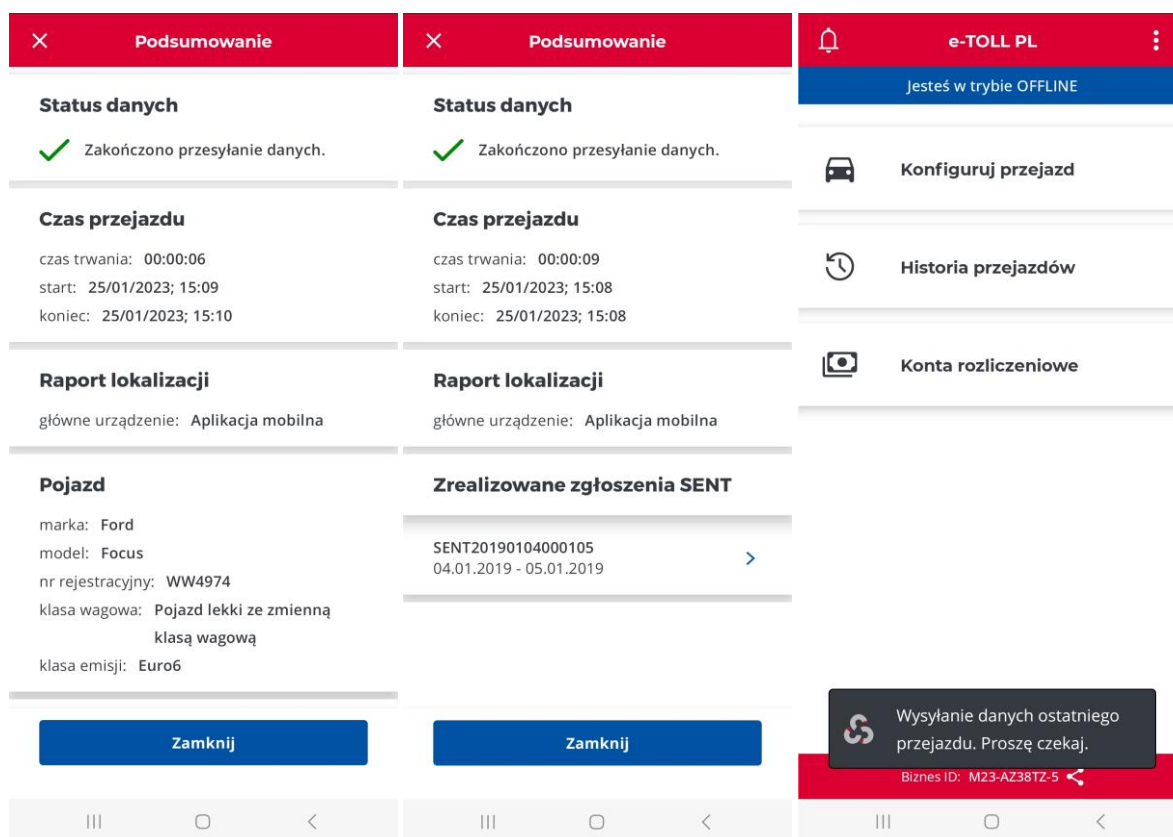 Podsumowanie
Status danych
Zakończono przesyłanie danych.
Czas przejazdu
czas trwania: 00:00:06
start: 25/01/2023; 15:09
koniec: 25/01/2023; 15:10
Raport lokalizacji
główne urządzenie: Aplikacja mobilna
Pojazd
marka: Ford
model: Focus
nr rejestracyjny: WW4974
klasa wagowa: Pojazd lekki ze zmienną
klasą wagową
klasa emisji: Euro6
Zamknij
Podsumowanie
Status danych
Zakończono przesyłanie danych.
Czas przejazdu
czas trwania: 00:00:09
start: 25/01/2023; 15:08
koniec: 25/01/2023; 15:08
Raport lokalizacji
główne urządzenie: Aplikacja mobilna
Zrealizowane zgłoszenia SENT
SENT20190104000105
04.01.2019 - 05.01.2019
Zamknij
e-TOLL PL
Jesteś w trybie OFFLINE
Konfiguruj przejazd
Historia przejazdów
Konta rozliczeniowe
Wysyłanie danych ostatniego
przejazdu. Proszę czekaj.
Biznes ID: M23-AZ38TZ-5